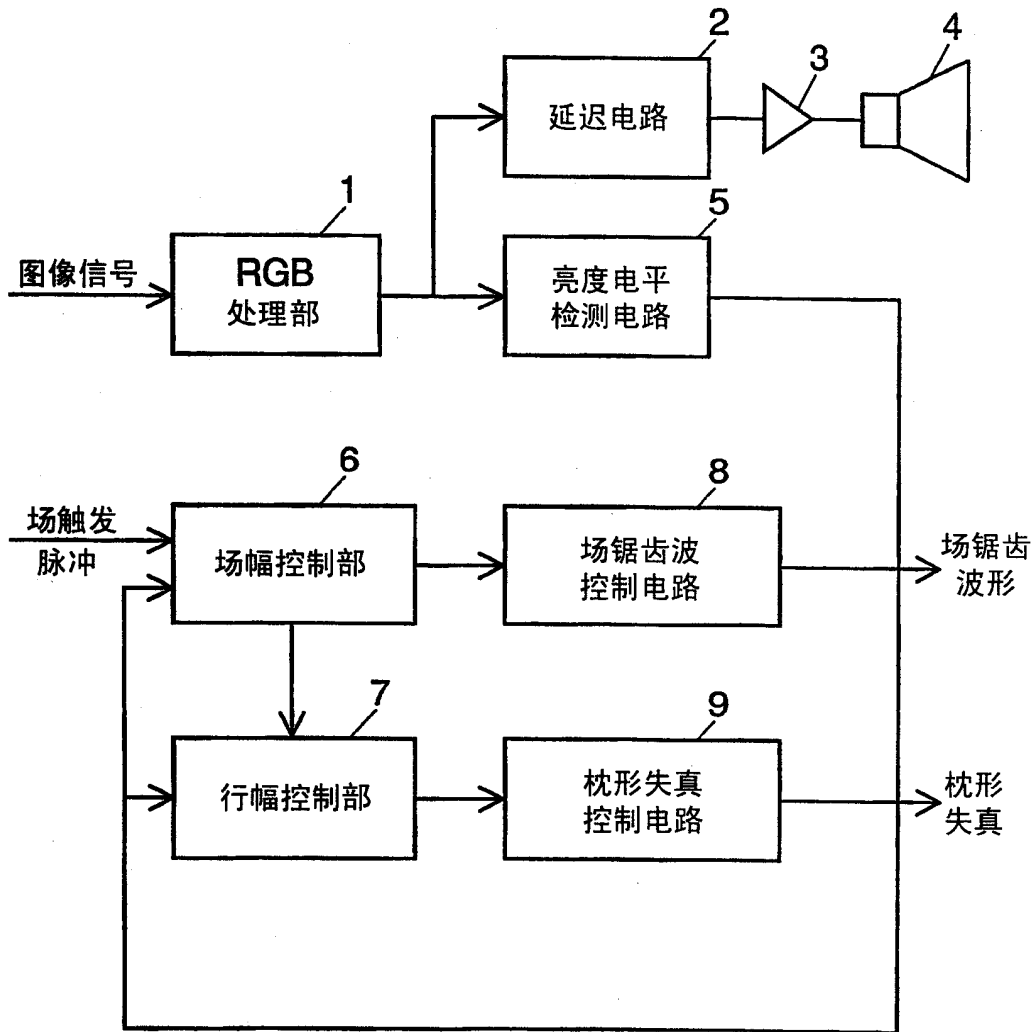 2
3
4
延迟电路
1
5
图像信号
RGB
处理部
亮度电平
检测电路
6
8
场触发
脉冲
场幅控制部
场锯齿波
控制电路
场锯齿
波形
7
9
行幅控制部
枕形失真
控制电路
枕形
失真